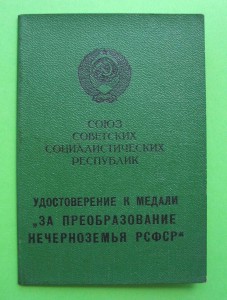 СОЮЗ
СОВЕТСКИХ
СОЦИАЛИСТИЧЕСКИХ
РЕСПУБЛИК
УДОСТОВЕРЕНИЕ К МЕДАЛИ
„ЗА ПРЕОБРАЗОВАНИЕ
НЕЧЕРНОЗЕМЬЯ РСФСР“